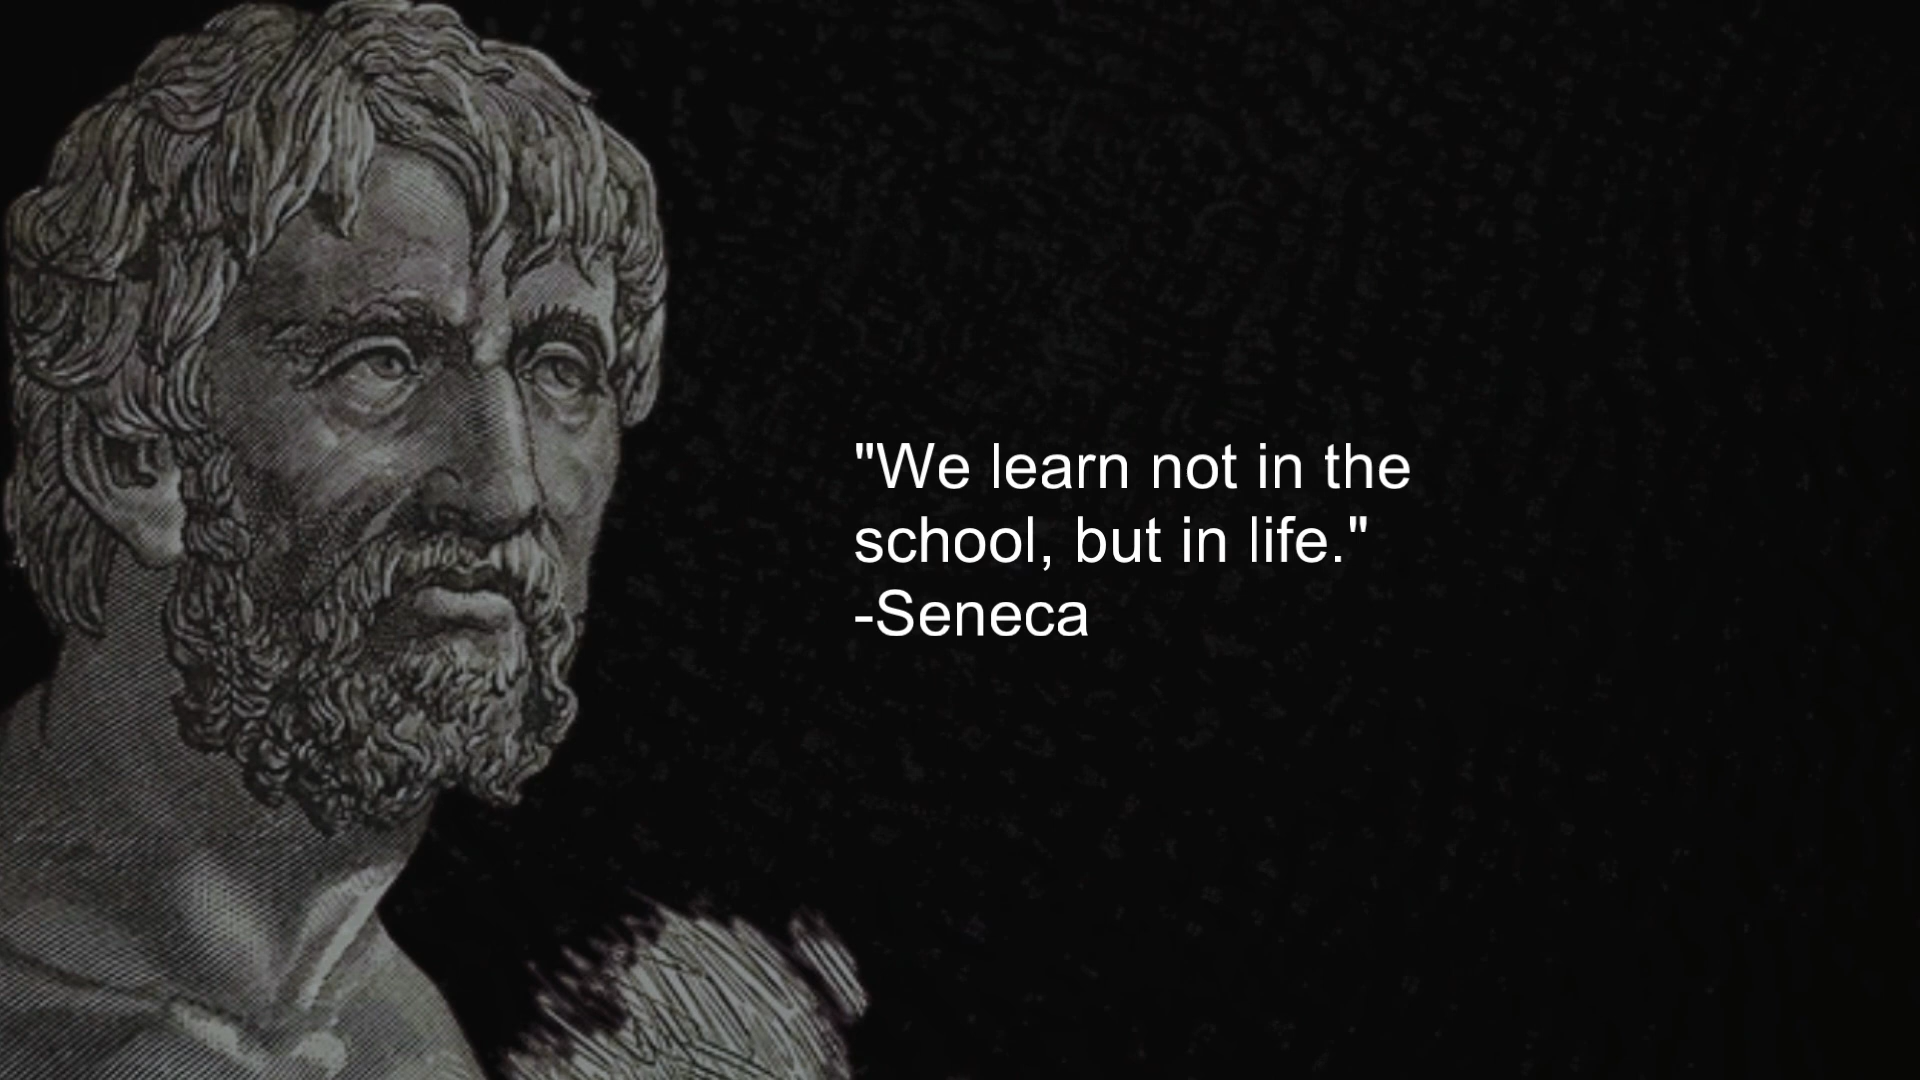 "We learn not in the
school, but in life."
-Seneca